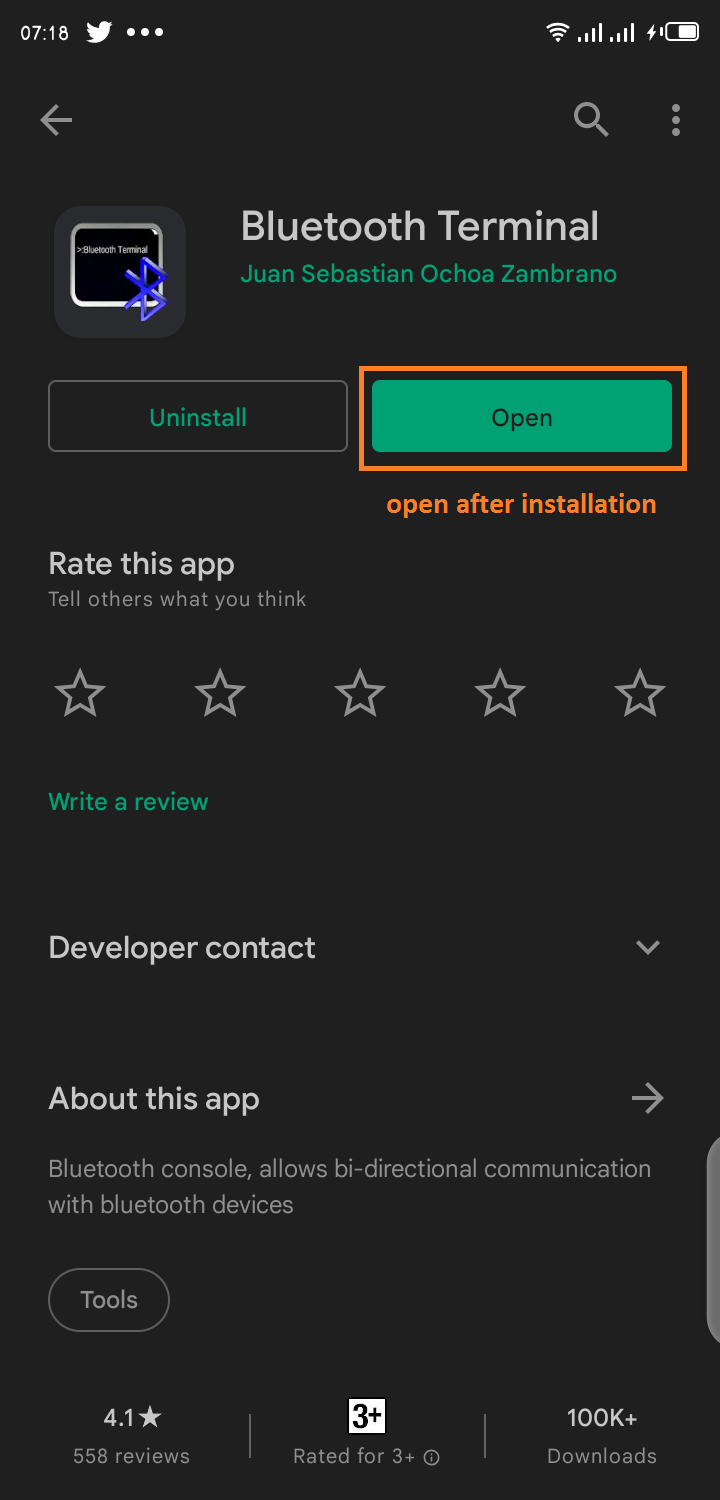 07:18
Bluetooth Terminal
>:Bluetooth Terminal
Juan Sebastian Ochoa Zambrano
Uninstall
Open
open after installation
Rate this app
Tell others what you think
Write a review
Developer contact
About this app
Bluetooth console, allows bi-directional communication
with bluetooth devices
Tools
4.1★
3+
100K+
558 reviews
Rated for 3+
Downloads